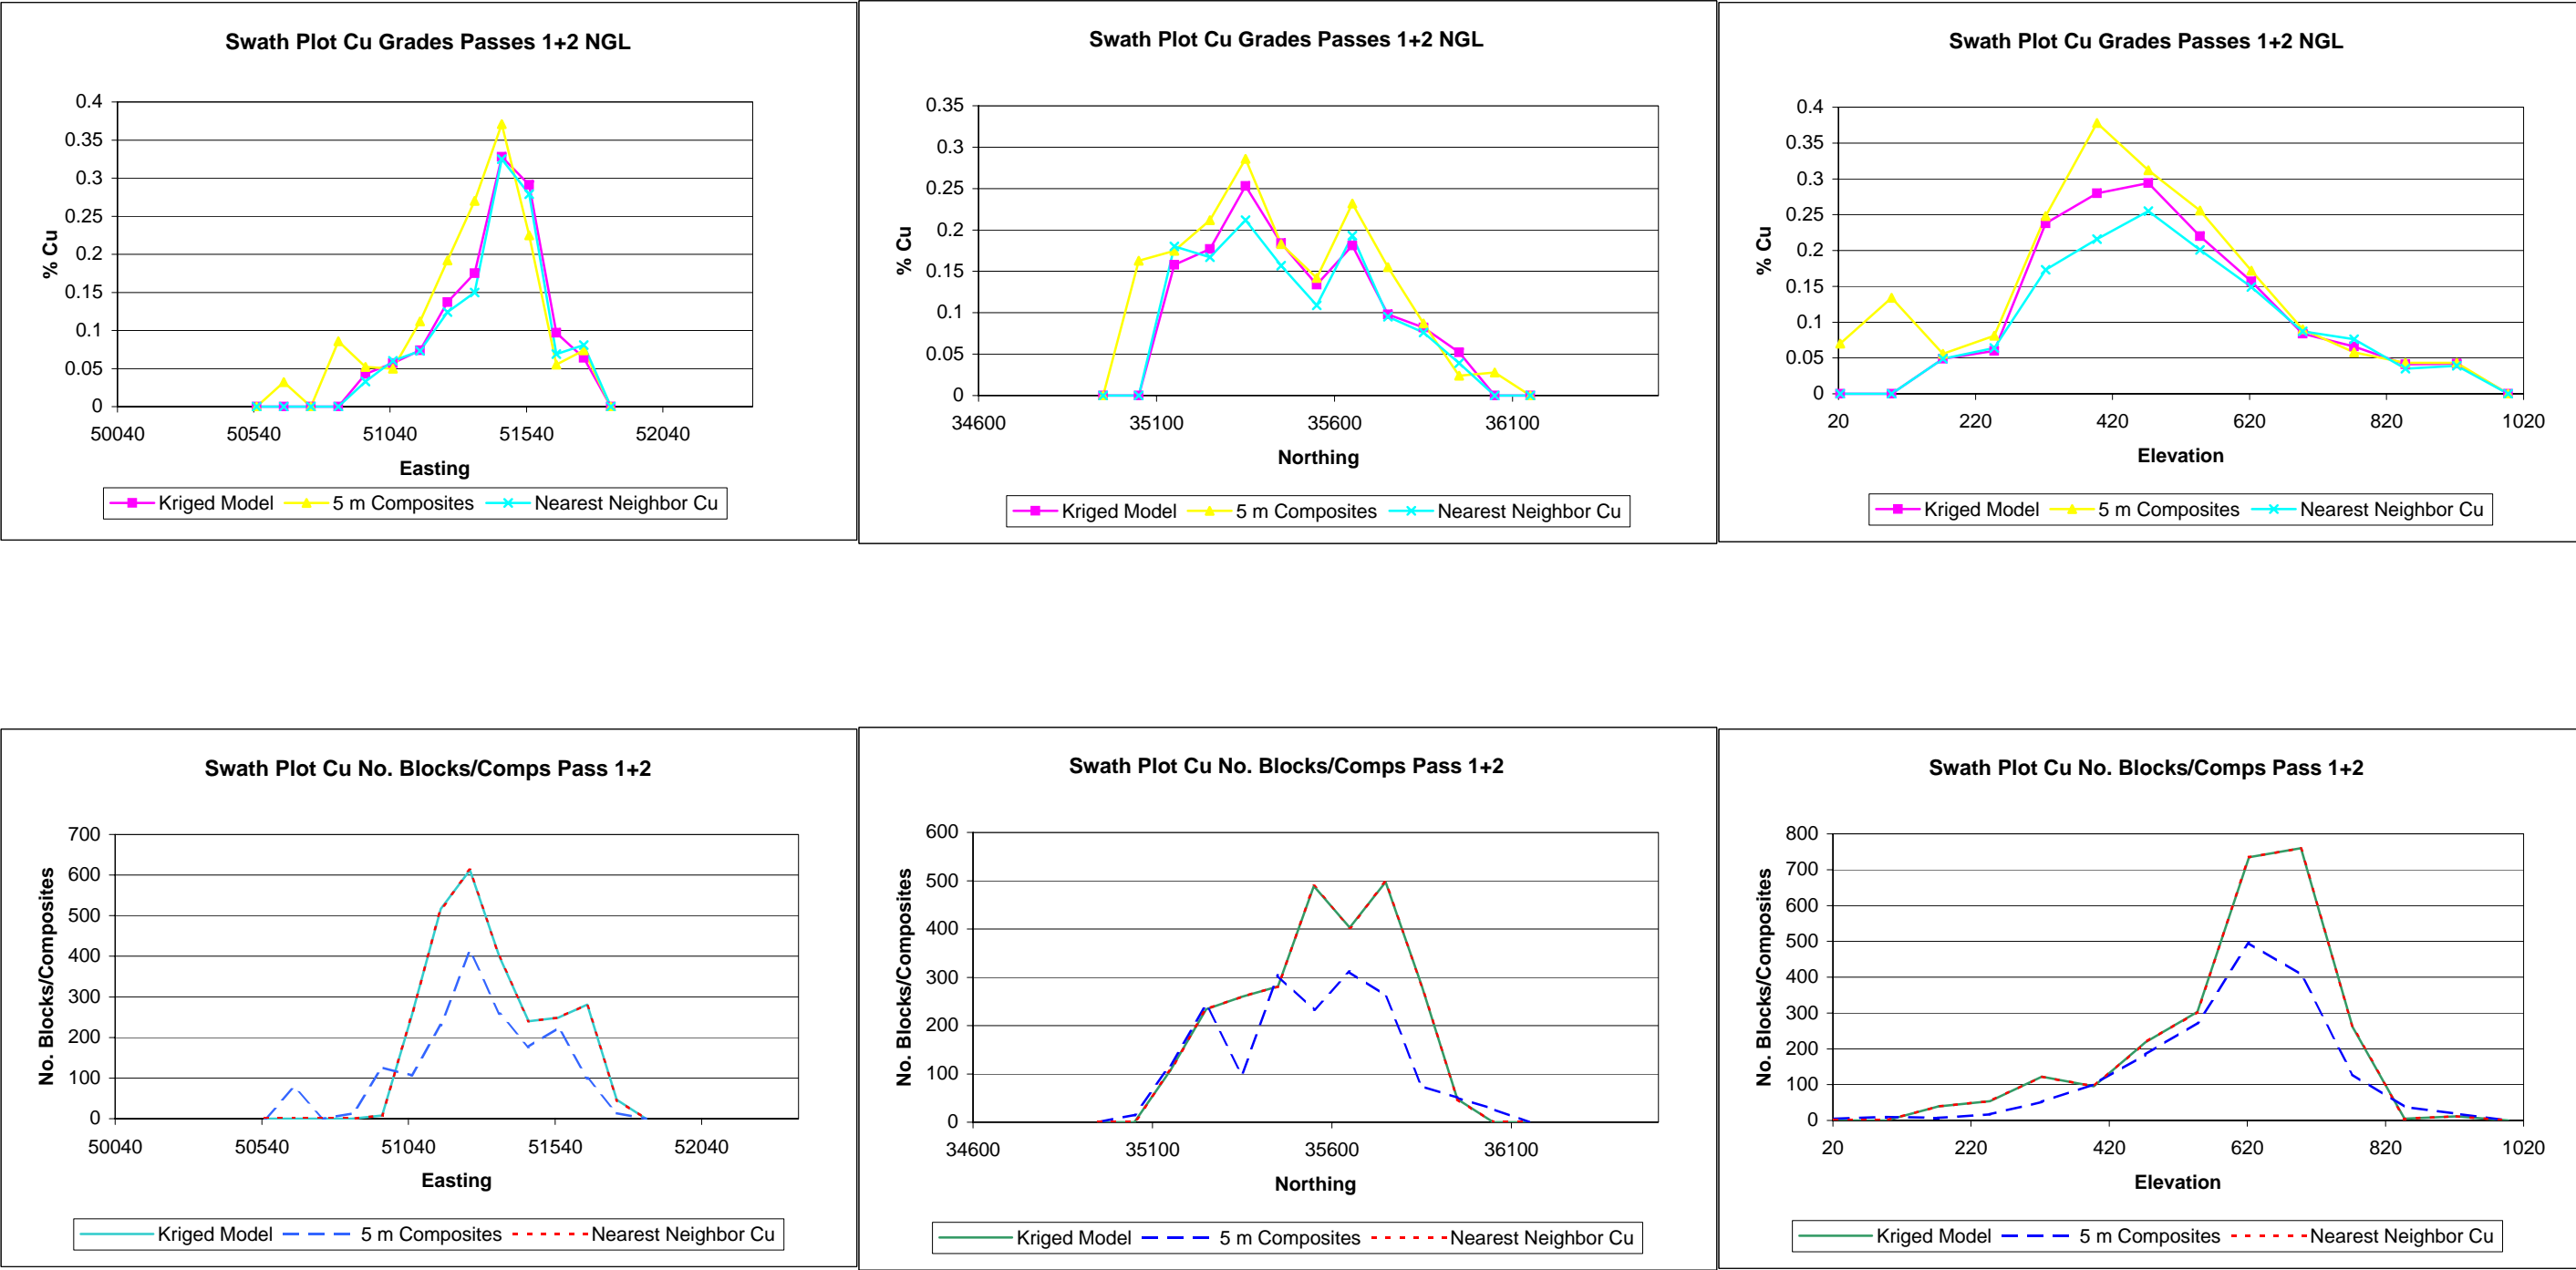 Swath Plot Cu Grades Passes 1+2 NGL
0.4
0.35
0.3
0.25
0.2
0.15
0.1
0.05
0
% Cu
50040 50540 51040 51540 52040
Easting
Kriged Model 5 m Composites Nearest Neighbor Cu
Swath Plot Cu Grades Passes 1+2 NGL
0.35
0.3
0.25
0.2
0.15
0.1
0.05
0
% Cu
34600 35100 35600 36100
Northing
Kriged Model 5 m Composites Nearest Neighbor Cu
Swath Plot Cu Grades Passes 1+2 NGL
0.4
0.35
0.3
0.25
0.2
0.15
0.1
0.05
0
% Cu
20 220 420 620 820 1020
Elevation
Kriged Model 5 m Composites Nearest Neighbor Cu
Swath Plot Cu No. Blocks/Comps Pass 1+2
700
600
500
400
300
200
100
0
No. Blocks/Composites
50040 50540 51040 51540 52040
Easting
Kriged Model 5 m Composites Nearest Neighbor Cu
Swath Plot Cu No. Blocks/Comps Pass 1+2
600
500
400
300
200
100
0
No. Blocks/Composites
34600 35100 35600 36100
Northing
Kriged Model 5 m Composites Nearest Neighbor Cu
Swath Plot Cu No. Blocks/Comps Pass 1+2
800
700
600
500
400
300
200
100
0
No. Blocks/Composites
20 220 420 620 820 1020
Elevation
Kriged Model 5 m Composites Nearest Neighbor Cu